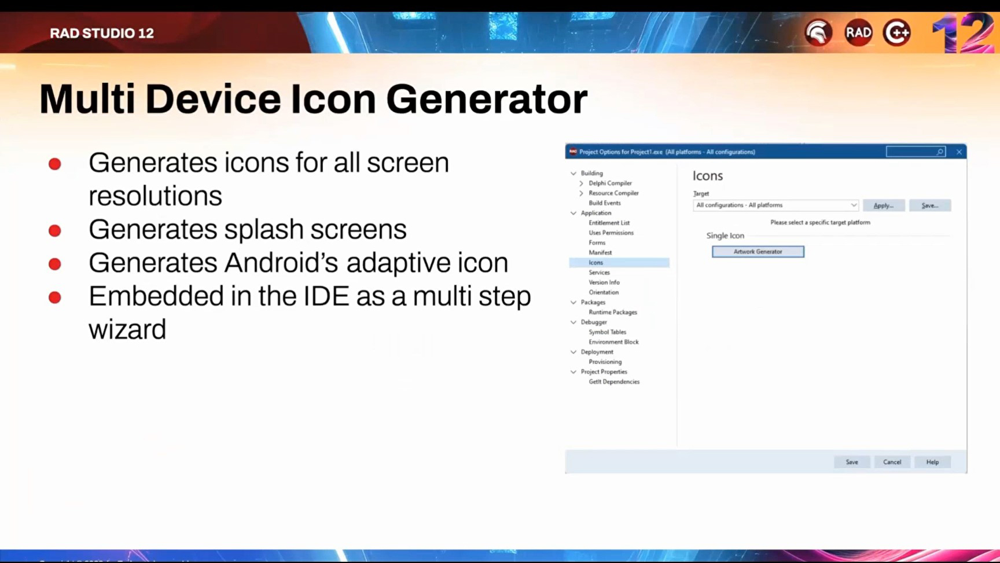 RAD STUDIO 12
RAD
C++
12
Multi Device Icon Generator
Generates icons for all screen
resolutions
Generates splash screens
Generates Android’s adaptive icon
Embedded in the IDE as a multi step
wizard
RAD
Project Options for Project1.exe (All platforms - All configurations)
Building
Delphi Compiler
Resource Compiler
Build Events
Application
Entitlement List
Uses Permissions
Forms
Manifest
Icons
Services
Version Info
Orientation
Packages
Runtime Packages
Debugger
Symbol Tables
Environment Block
Deployment
Provisioning
Project Properties
GetIt Dependencies
Icons
Target
All configurations - All platforms
Apply...
Save...
Please select a specific target platform
Single Icon
Artwork Generator
Save
Cancel
Help